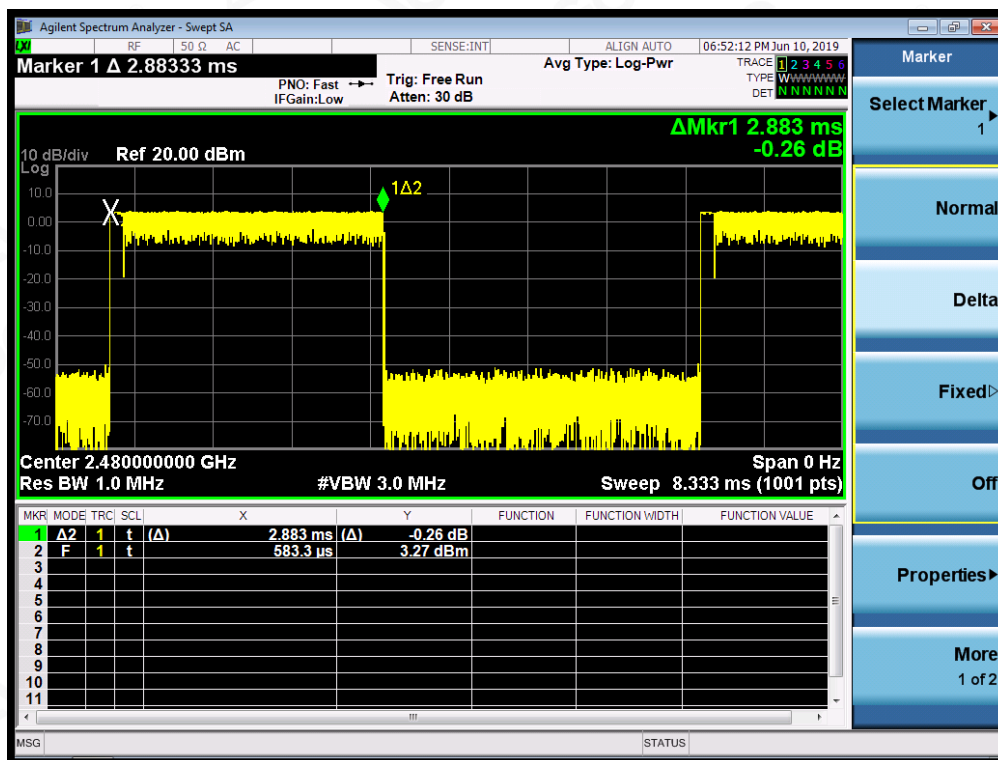 Agilent Spectrum Analyzer - Swept SA
LXI RF 50 Ω AC SENSE:INT ALIGN AUTO 06:52:12 PM Jun 10, 2019
Marker 1 Δ 2.88333 ms
PNO: Fast
IFGain:Low
Trig: Free Run
Atten: 30 dB
Avg Type: Log-Pwr
TRACE 1 2 3 4 5 6
TYPE WWWWWWW
DET N N N N N N
ΔMkr1 2.883 ms
-0.26 dB
10 dB/div Ref 20.00 dBm
Log
10.0
0.00
-10.0
-20.0
-30.0
-40.0
-50.0
-60.0
-70.0
X
1Δ2
Center 2.480000000 GHz Span 0 Hz
Res BW 1.0 MHz #VBW 3.0 MHz Sweep 8.333 ms (1001 pts)
MKR MODE TRC SCL X Y FUNCTION FUNCTION WIDTH FUNCTION VALUE
1 Δ2 1 t (Δ) 2.883 ms (Δ) -0.26 dB
2 F 1 t 583.3 µs 3.27 dBm
3
4
5
6
7
8
9
10
11
MSG STATUS
Marker
Select Marker
1
Normal
Delta
Fixed
Off
Properties
More
1 of 2